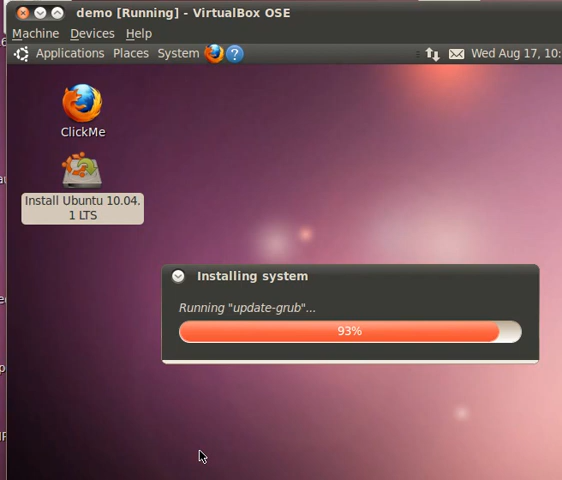 demo [Running] - VirtualBox OSE
Machine Devices Help
Applications Places System ? Wed Aug 17, 10:
ClickMe
Install Ubuntu 10.04.
1 LTS
Installing system
Running "update-grub"...
93%